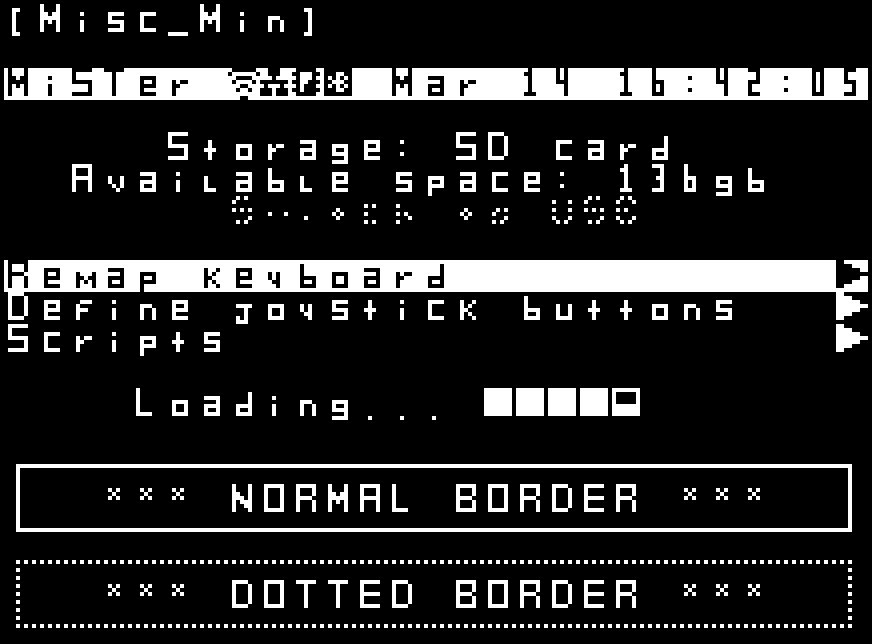 [Misc_Min]
MiSTer Mar 14 16:42:05
Storage: SD card
Available space: 13bgb
Remap keyboard
Define joystick buttons
Scripts
Loading...
*** NORMAL BORDER ***
*** DOTTED BORDER ***